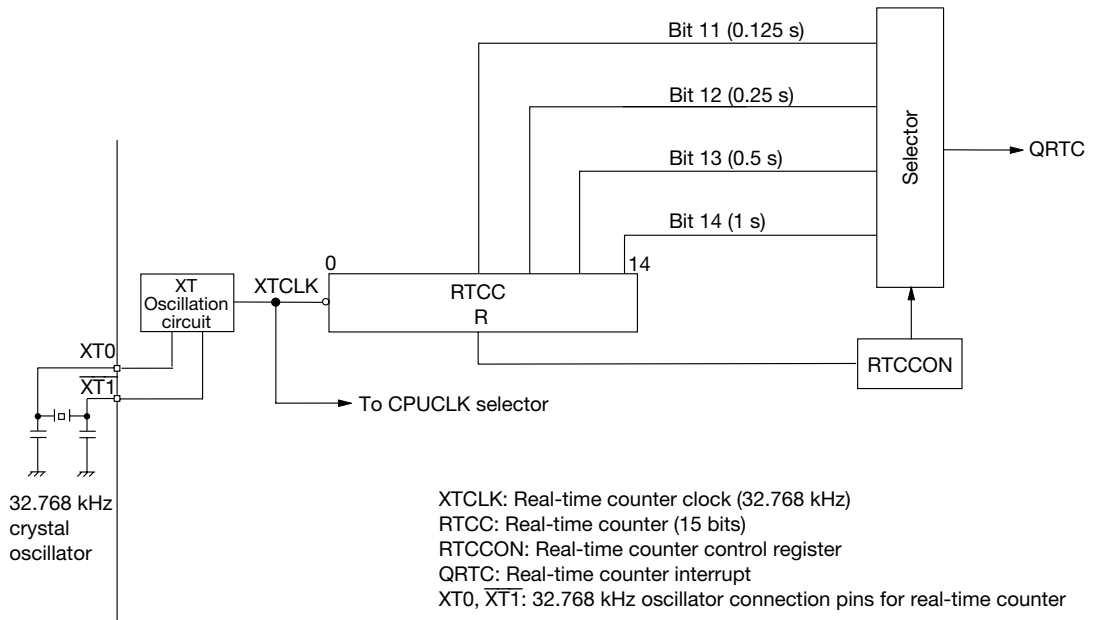 Bit 11 (0.125 s)
Bit 12 (0.25 s)
Bit 13 (0.5 s)
Bit 14 (1 s)
Selector
QRTC
0
14
XT
Oscillation
circuit
XTCLK
RTCC
R
RTCCON
XT0
X̅T̅1̅
To CPUCLK selector
32.768 kHz
crystal
oscillator
XTCLK: Real-time counter clock (32.768 kHz)
RTCC: Real-time counter (15 bits)
RTCCON: Real-time counter control register
QRTC: Real-time counter interrupt
XT0, X̅T̅1̅: 32.768 kHz oscillator connection pins for real-time counter